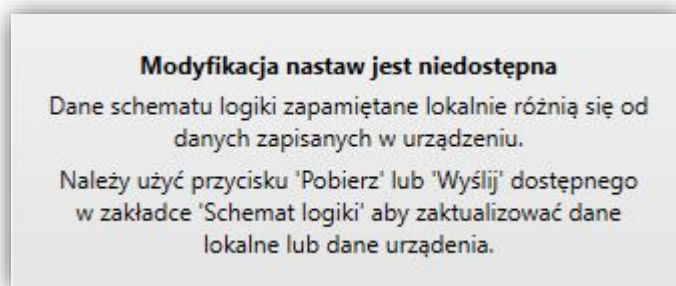 Modyfikacja nastaw jest niedostępna
Dane schematu logiki zapamiętane lokalnie różnią się od
danych zapisanych w urządzeniu.
Należy użyć przycisku 'Pobierz' lub 'Wyślij' dostępnego
w zakładce 'Schemat logiki' aby zaktualizować dane
lokalne lub dane urządenia.